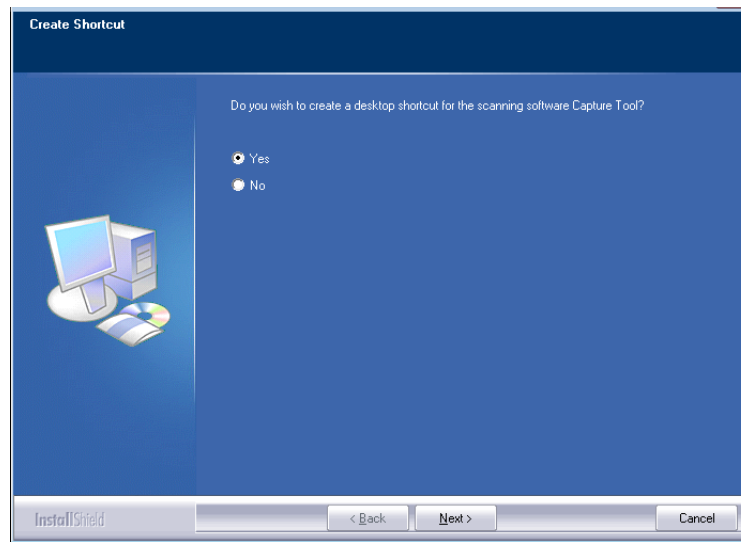 Create Shortcut
Do you wish to create a desktop shortcut for the scanning software Capture Tool?
Yes
No
InstallShield
< Back
Next >
Cancel